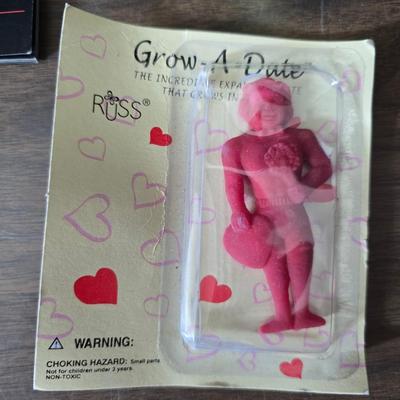 Grow-A-Date
THE INCREDIBLE EXPA
THAT GROWS IN
RUSS®
WARNING:
CHOKING HAZARD: Small parts
Not for children under 3 years.
NON-TOXIC